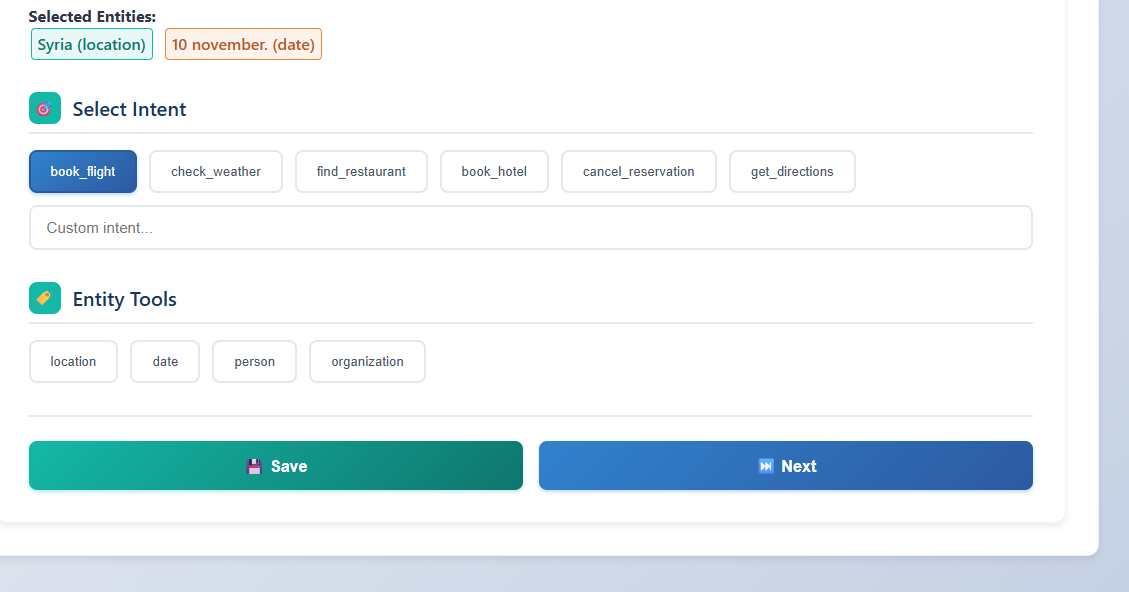 Selected Entities:
Syria (location) 10 november. (date)
Select Intent
book_flight check_weather find_restaurant book_hotel cancel_reservation get_directions
Custom intent...
Entity Tools
location date person organization
Save Next